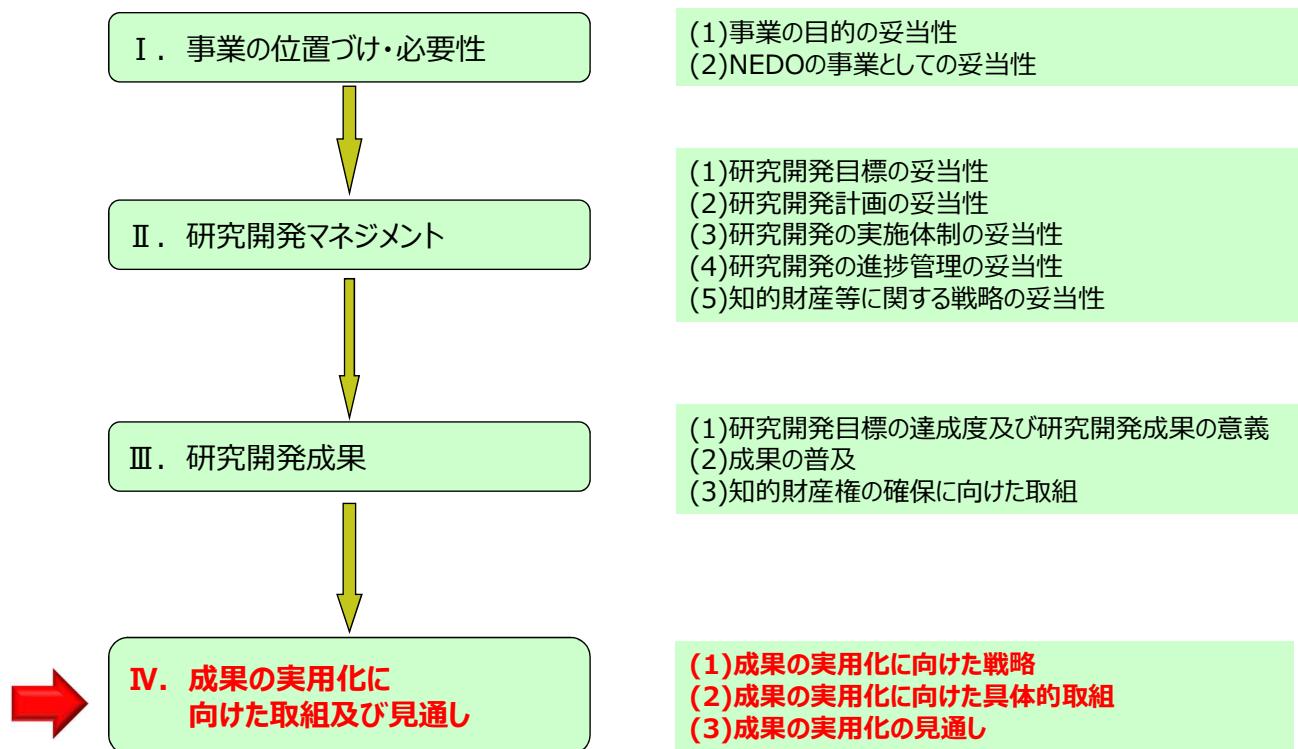 Ⅰ. 事業の位置づけ・必要性
(1)事業の目的の妥当性
(2)NEDOの事業としての妥当性
Ⅱ. 研究開発マネジメント
(1)研究開発目標の妥当性
(2)研究開発計画の妥当性
(3)研究開発の実施体制の妥当性
(4)研究開発の進捗管理の妥当性
(5)知的財産等に関する戦略の妥当性
Ⅲ. 研究開発成果
(1)研究開発目標の達成度及び研究開発成果の意義
(2)成果の普及
(3)知的財産権の確保に向けた取組
Ⅳ. 成果の実用化に
向けた取組及び見通し
(1)成果の実用化に向けた戦略
(2)成果の実用化に向けた具体的取組
(3)成果の実用化の見通し